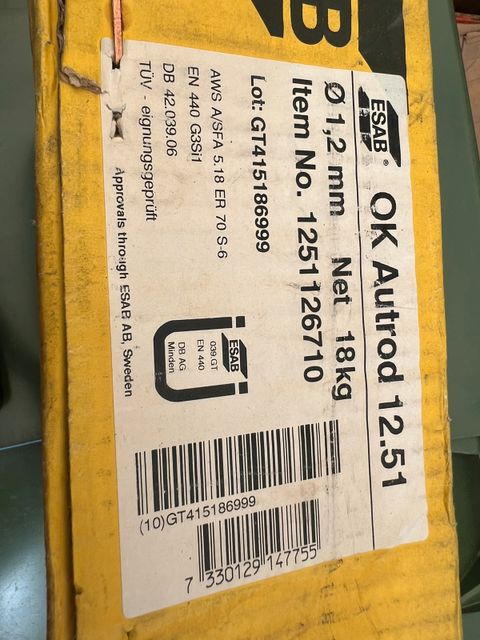 B
ESAB®
OK Autrod 12.51
Ø 1,2 mm Net 18kg
Item No. 1251126710
Lot: GT415186999
AWS A/SFA 5.18 ER 70 S-6
EN 440 G3Si1
DB 42.039.06
TÜV - eignungsgeprüft
Approvals through ESAB AB, Sweden
ESAB
039 GT
EN 440
DB AG
Minden
(10)GT415186999
7 330129 147755